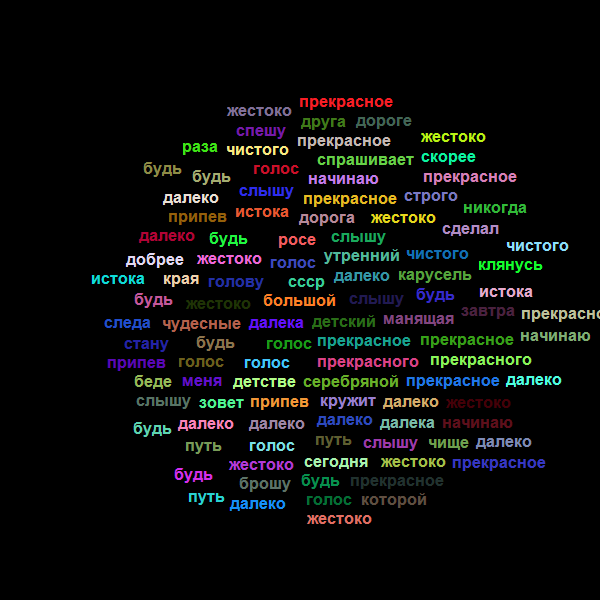 прекрасное
жестоко
спешу друга дороге
раза чистого прекрасное жестоко
спрашивает скорее
будь будь голос начинаю прекрасное
далеко слышу прекрасное строго
припев истока дорога жестоко никогда
далеко будь росе слышу сделал
чистого
добрее жестоко голос утренний чистого клянусь
истока края голову ссср далеко карусель
будь жестоко большой слышу будь истока
следа чудесные далека детский манящая завтра прекрасно
стану будь голос прекрасное прекрасное начинаю
припев голос голос прекрасного прекрасного
беде меня детстве серебряной прекрасное далеко
слышу зовет припев кружит далеко жестоко
будь далеко далеко далеко далека начинаю
путь голос путь слышу чище далеко
будь жестоко сегодня жестоко прекрасное
брошу будь прекрасное
путь далеко голос которой
жестоко